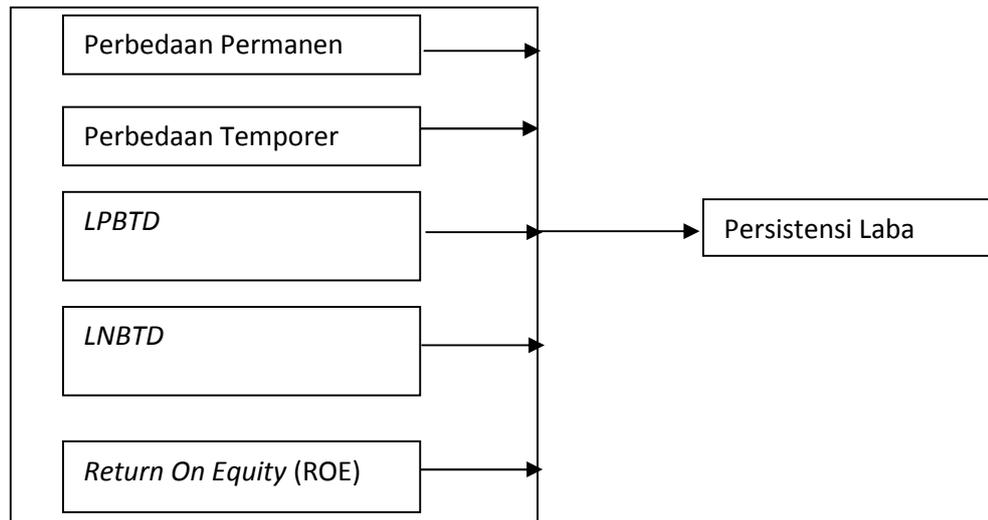 Perbedaan Permanen
Perbedaan Temporer
LPBTD
Persistensi Laba
LNBTD
Return On Equity (ROE)